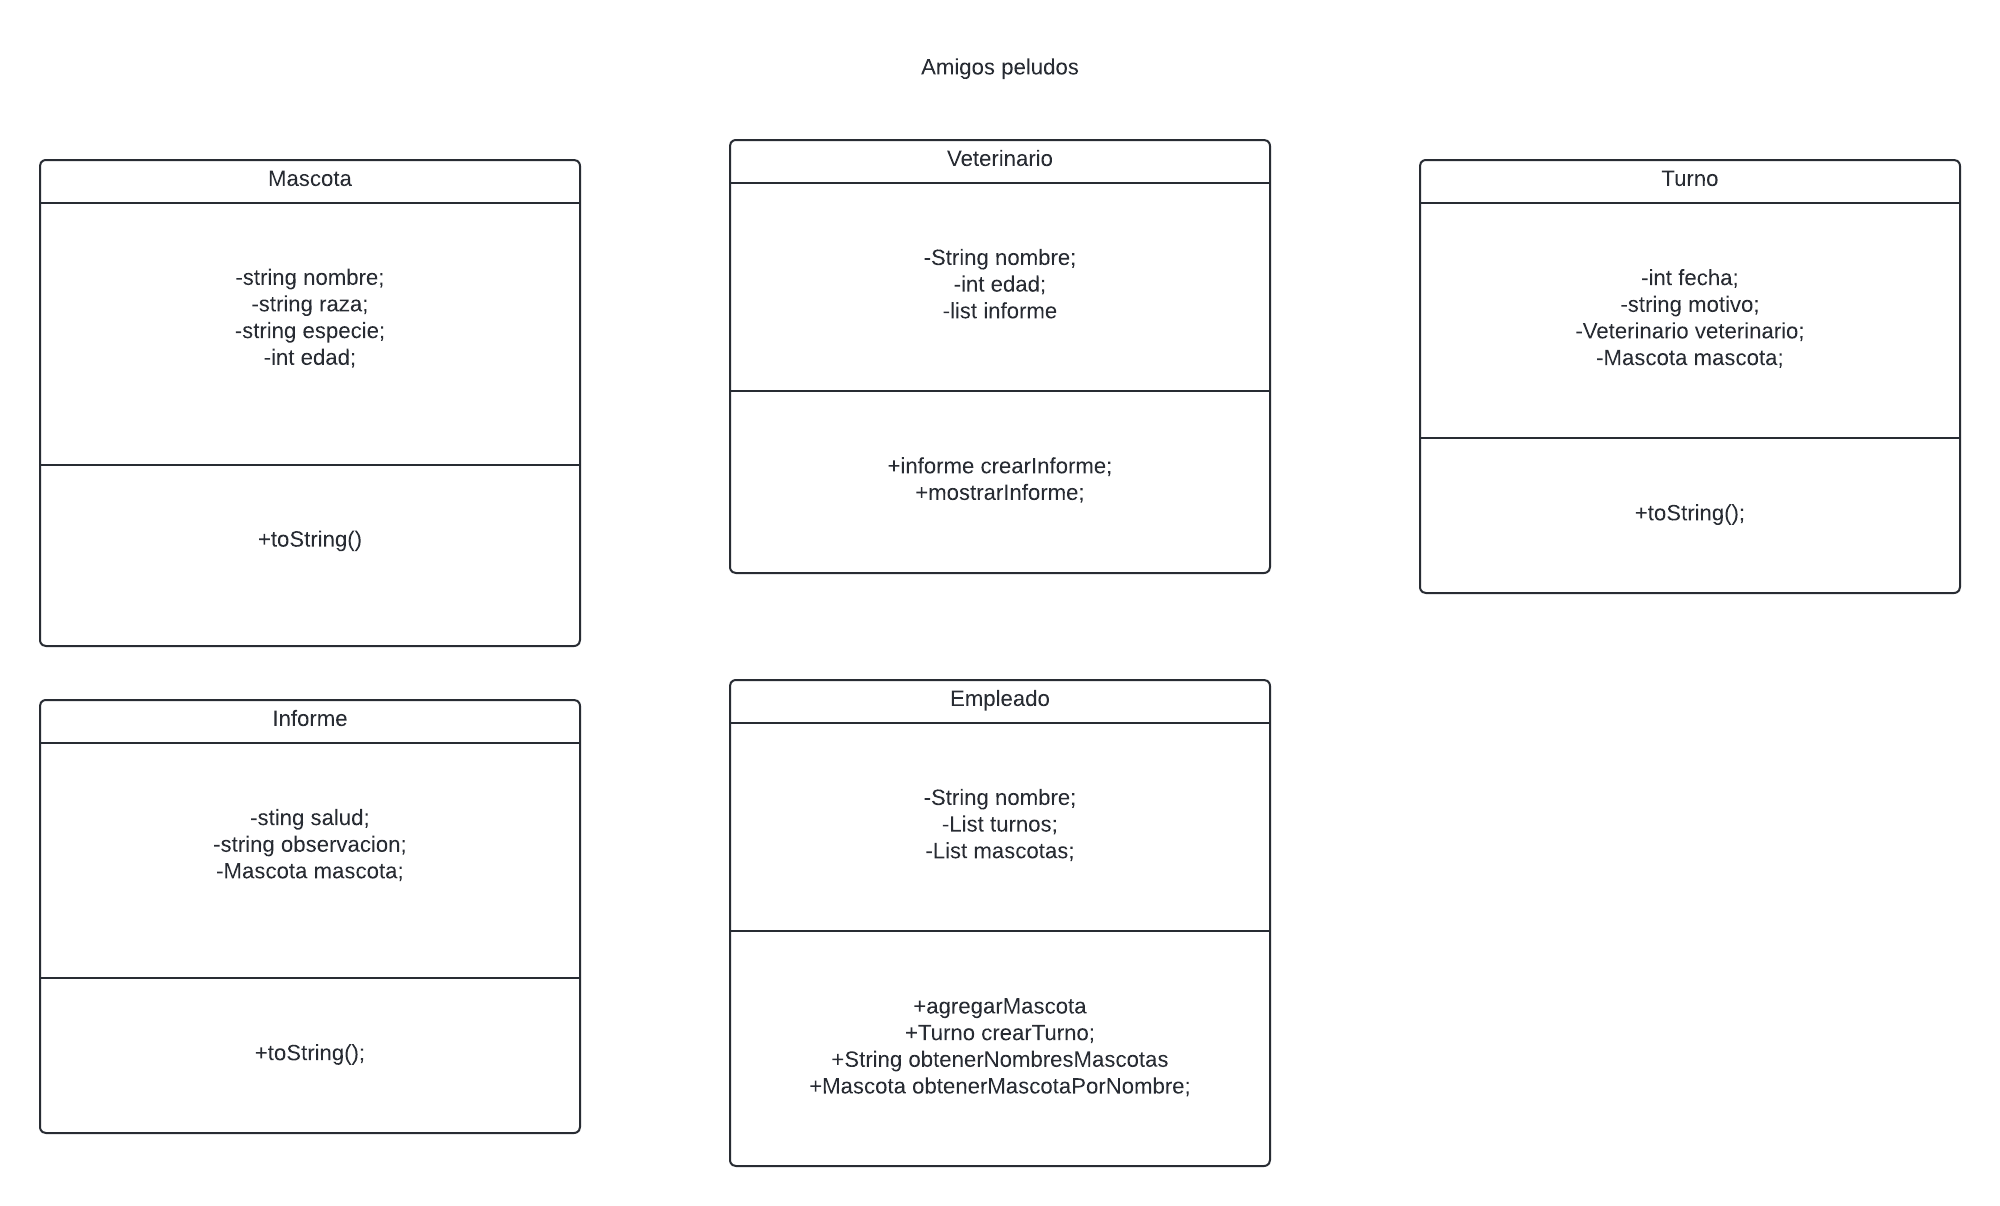 Amigos peludos
Mascota
-string nombre;
-string raza;
-string especie;
-int edad;
+toString()
Veterinario
-String nombre;
-int edad;
-list informe
+informe crearInforme;
+mostrarInforme;
Turno
-int fecha;
-string motivo;
-Veterinario veterinario;
-Mascota mascota;
+toString();
Informe
-sting salud;
-string observacion;
-Mascota mascota;
+toString();
Empleado
-String nombre;
-List turnos;
-List mascotas;
+agregarMascota
+Turno crearTurno;
+String obtenerNombresMascotas
+Mascota obtenerMascotaPorNombre;